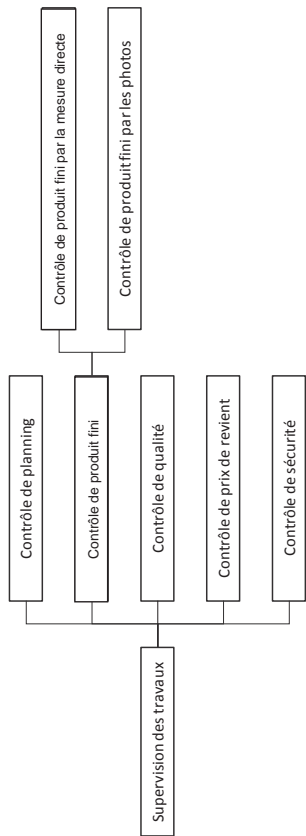 Supervision des travaux
Contrôle de planning
Contrôle de produit fini
Contrôle de qualité
Contrôle de prix de revient
Contrôle de sécurité
Contrôle de produit fini par la mesure directe
Contrôle de produit fini par les photos